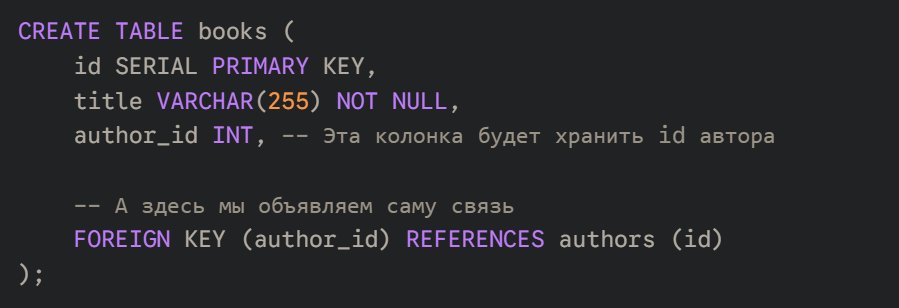 CREATE TABLE books (
    id SERIAL PRIMARY KEY,
    title VARCHAR(255) NOT NULL,
    author_id INT, -- Эта колонка будет хранить id автора

    -- А здесь мы объявляем саму связь
    FOREIGN KEY (author_id) REFERENCES authors (id)
);